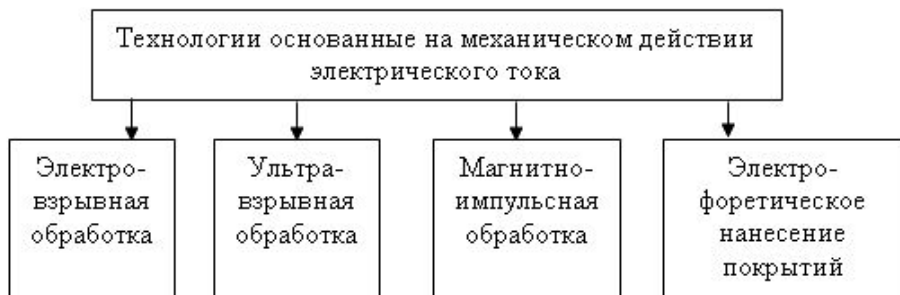 Технологии основанные на механическом действии
электрического тока
Электро-
взрывная
обработка
Ультра-
взрывная
обработка
Магнитно-
импульсная
обработка
Электро-
форетическое
нанесение
покрытий